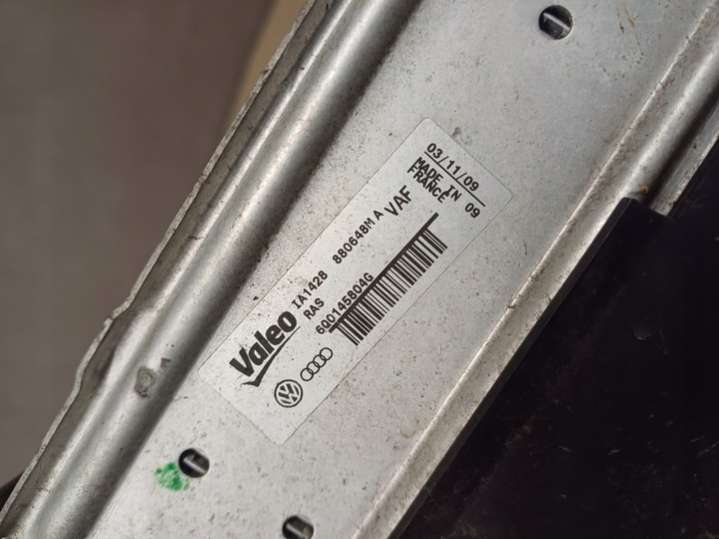 Valeo
IA1428 880648M A
RAS VAF
6Q0145804G
03/11/09
MADE IN 09
FRANCE